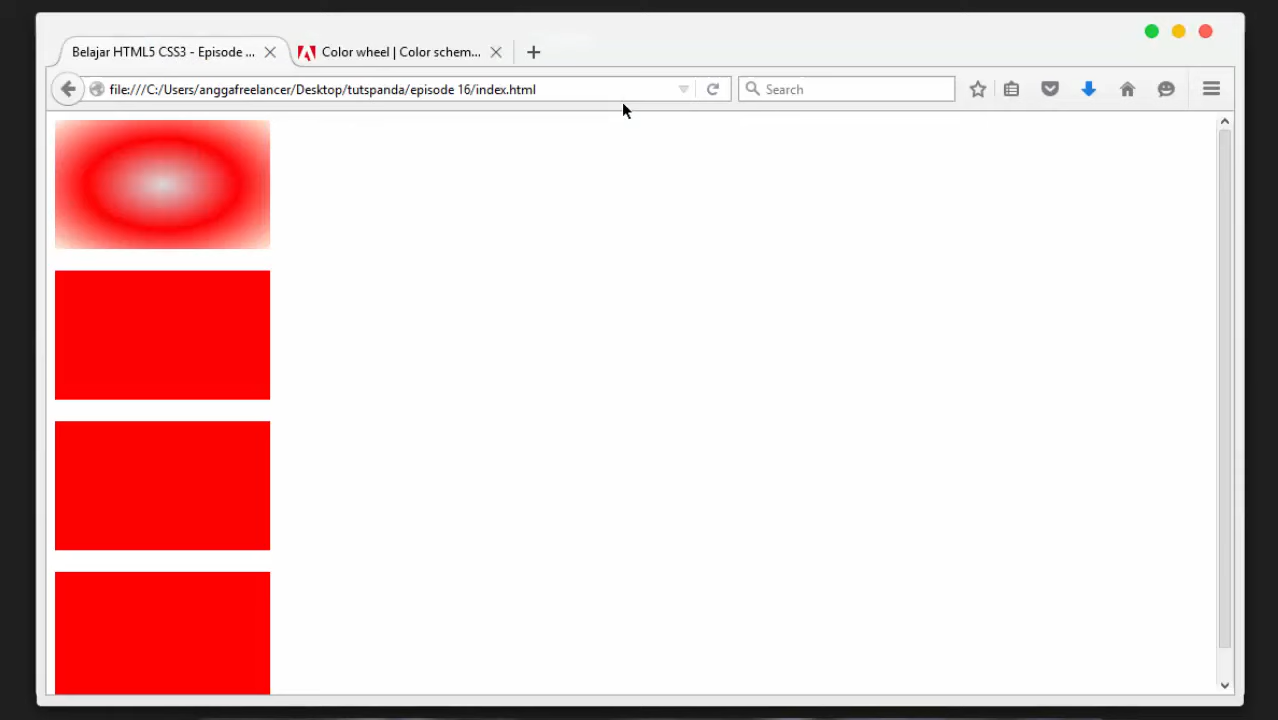 Belajar HTML5 CSS3 - Episode ...
Color wheel | Color schem...
file:///C:/Users/anggafreelancer/Desktop/tutspanda/episode 16/index.html
Search